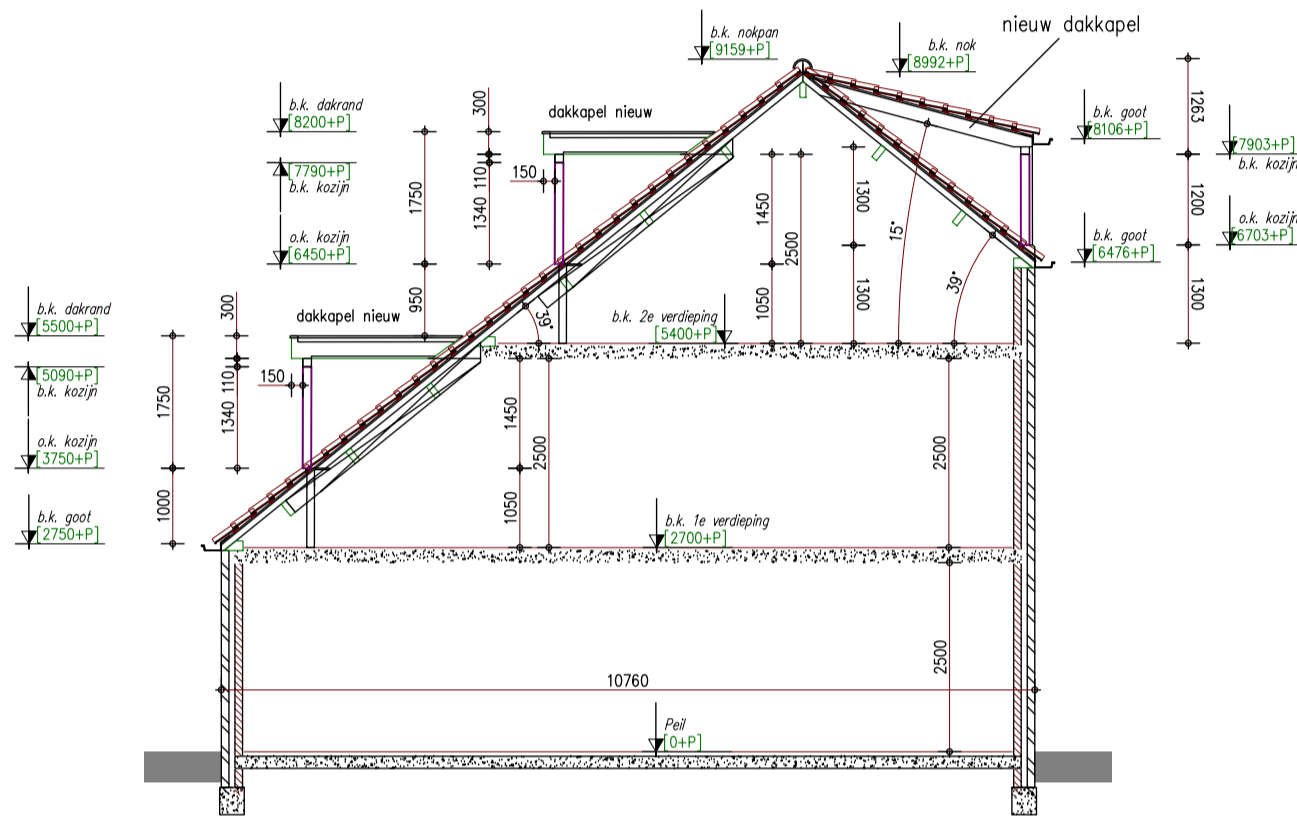 b.k. nokpan
[9159+P]
b.k. nok
[8992+P]
nieuw dakkapel
b.k. dakrand
[8200+P]
300
dakkapel nieuw
b.k. goot
[8106+P]
1263
[7903+P]
b.k. kozijn
[7790+P]
b.k. kozijn
1750
110
1340
150
1450
2500
1300
15°
1200
o.k. kozijn
[6450+P]
b.k. goot
[6476+P]
o.k. kozijn
[6703+P]
950
1050
1300
39°
1300
b.k. dakrand
[5500+P]
300
dakkapel nieuw
39°
b.k. 2e verdieping
[5400+P]
[5090+P]
b.k. kozijn
1750
110
1340
150
1450
2500
2500
o.k. kozijn
[3750+P]
1000
1050
b.k. goot
[2750+P]
b.k. 1e verdieping
[2700+P]
2500
10760
Peil
[0+P]